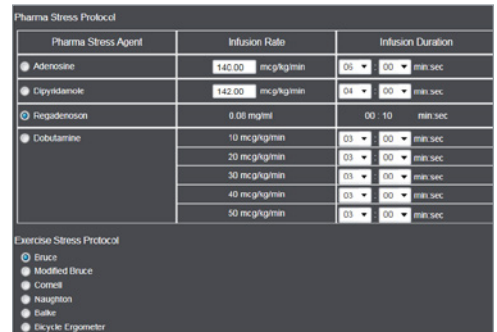 Pharma Stress Protocol
Pharma Stress Agent Infusion Rate Infusion Duration
Adenosine 140.00 mcg/kg/min 06 : 00 min:sec
Dipyridamole 142.00 mcg/kg/min 04 : 00 min:sec
Regadenoson 0.08 mg/ml 00 : 10 min:sec
Dobutamine 10 mcg/kg/min 03 : 00 min:sec
20 mcg/kg/min 03 : 00 min:sec
30 mcg/kg/min 03 : 00 min:sec
40 mcg/kg/min 03 : 00 min:sec
50 mcg/kg/min 03 : 00 min:sec
Exercise Stress Protocol
Bruce
Modified Bruce
Cornell
Naughton
Balke
Bicycle Ergometer